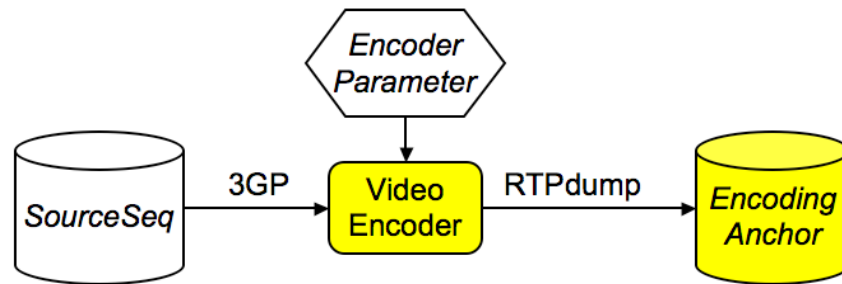 Encoder
Parameter
SourceSeq
3GP
Video
Encoder
RTPdump
Encoding
Anchor